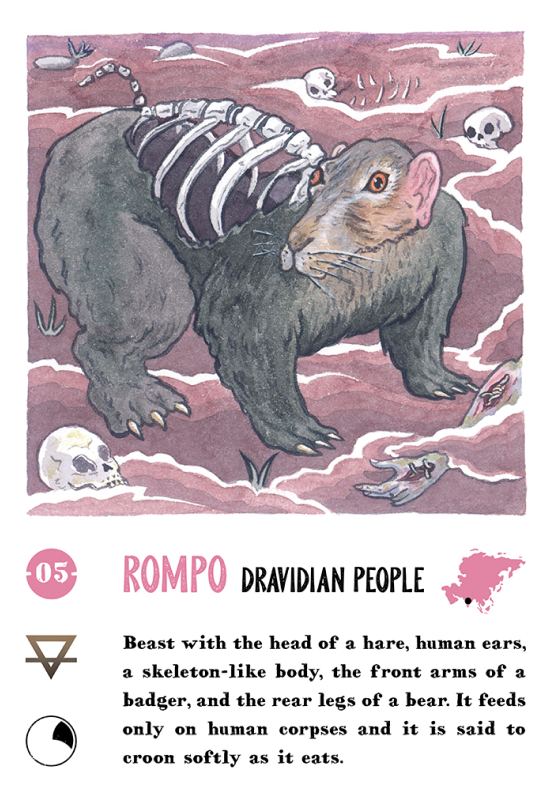 -05-
ROMPO DRAVIDIAN PEOPLE
Beast with the head of a hare, human ears,
a skeleton-like body, the front arms of a
badger, and the rear legs of a bear. It feeds
only on human corpses and it is said to
croon softly as it eats.